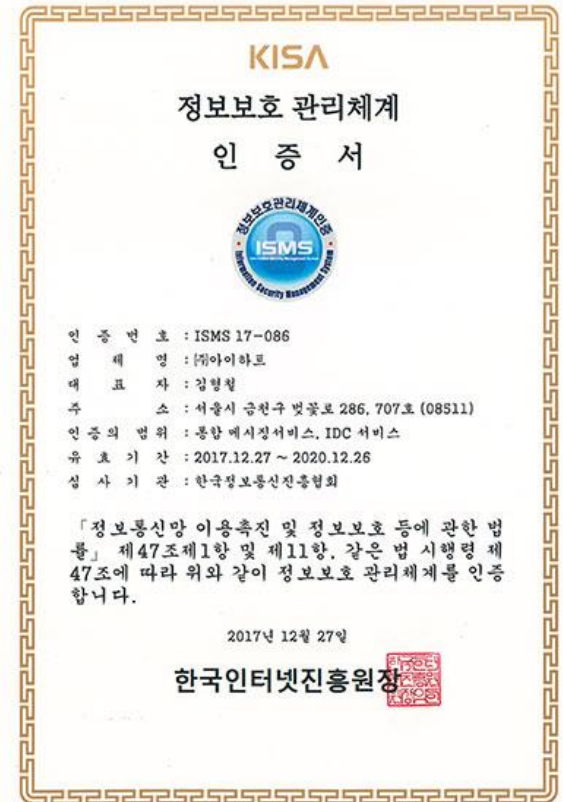 KISA
정보보호 관리체계
인 증 서
정보보호관리체계인증
ISMS
Information Security Management System
인 증 번 호 : ISMS 17-086
업 체 명 : ㈜아이하트
대 표 자 : 김형철
주 소 : 서울시 금천구 벚꽃로 286, 707호 (08511)
인증의 범위 : 통합 메시징서비스, IDC 서비스
유 효 기 간 : 2017.12.27 ~ 2020.12.26
심 사 기 관 : 한국정보통신진흥협회
「정보통신망 이용촉진 및 정보보호 등에 관한 법
률」 제47조제1항 및 제11항, 같은 법 시행령 제
47조에 따라 위와 같이 정보보호 관리체계를 인증
합니다.
2017년 12월 27일
한국인터넷진흥원장